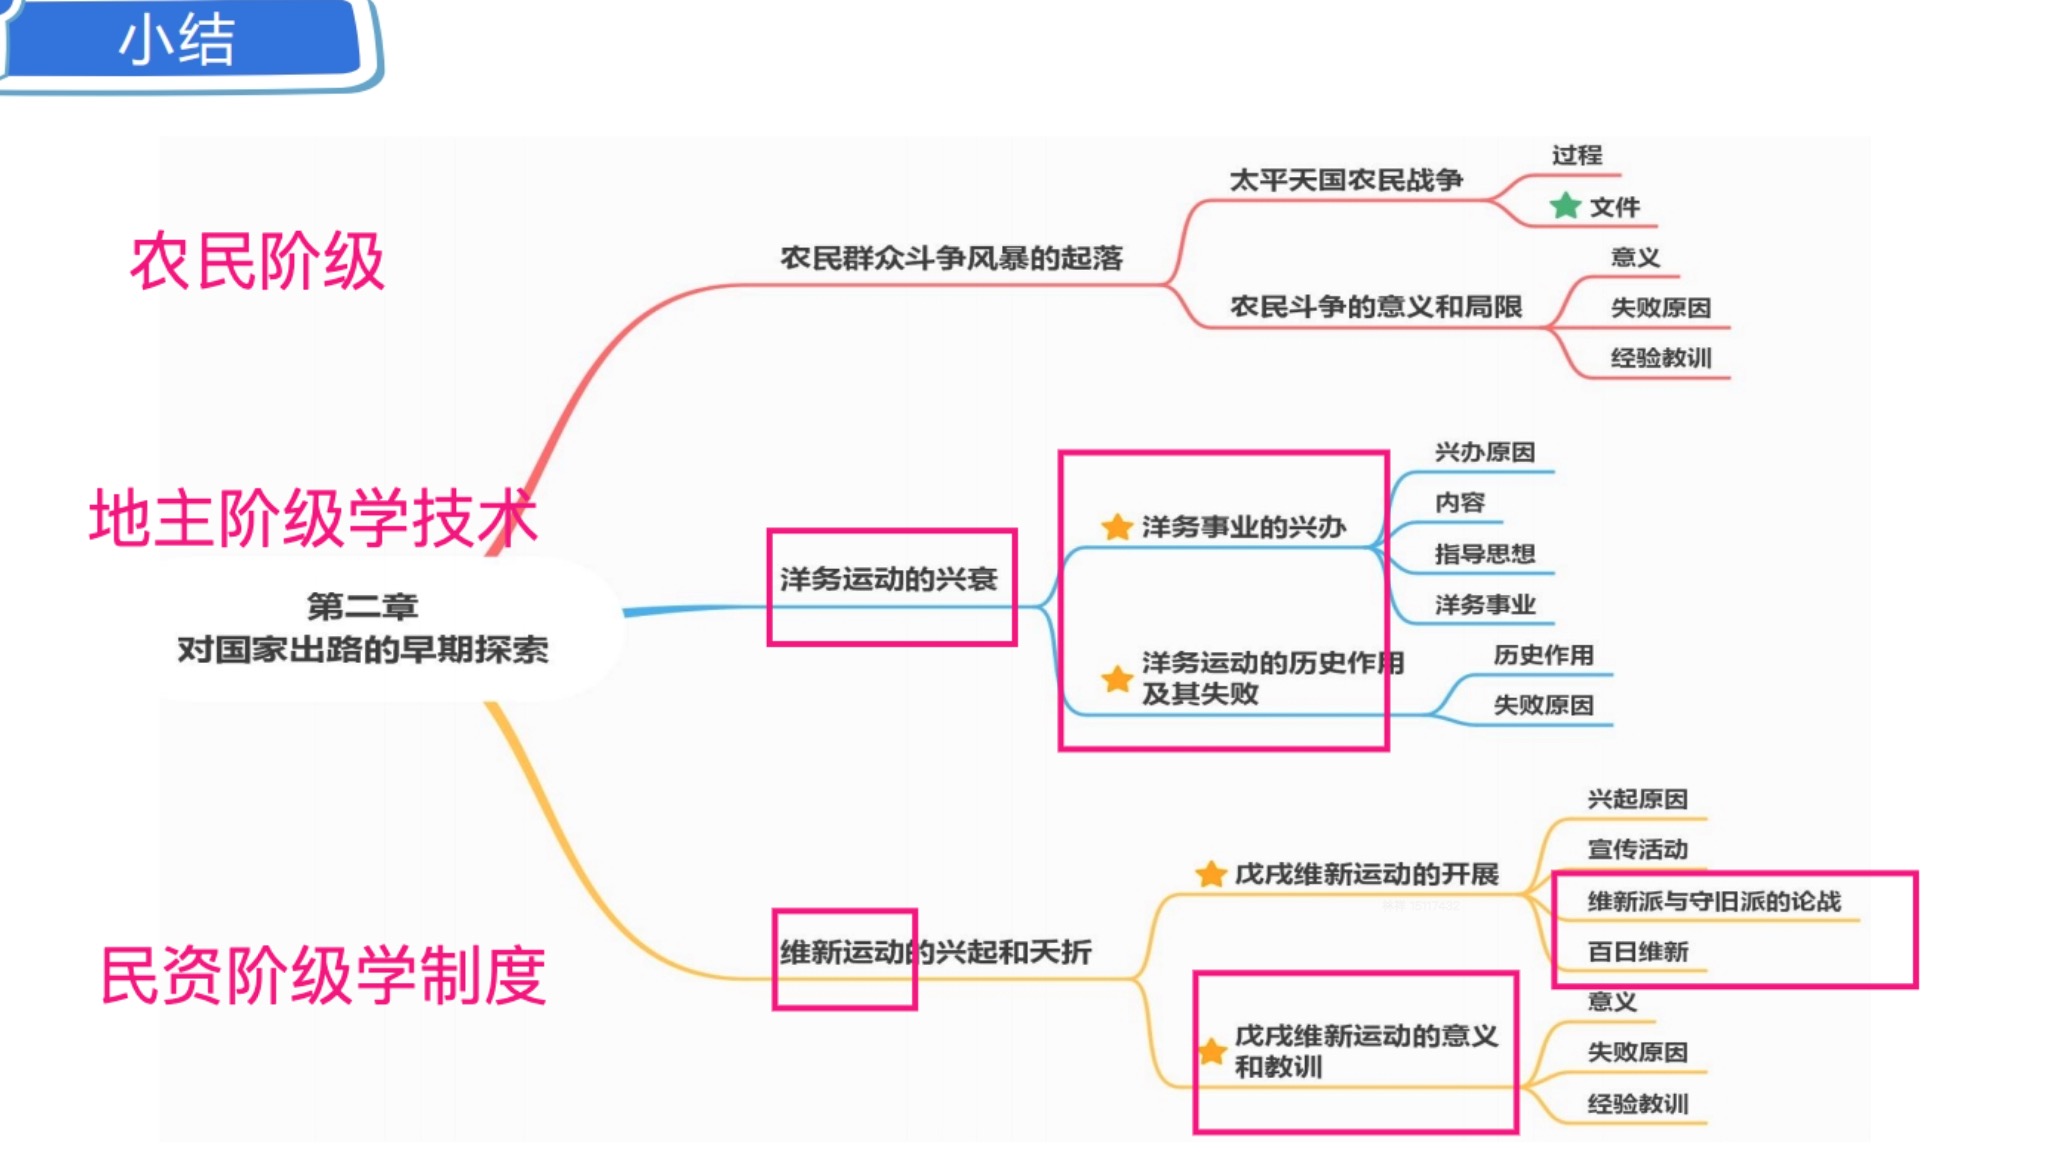 小结
农民阶级
地主阶级学技术
民资阶级学制度
第二章
对国家出路的早期探索
农民群众斗争风暴的起落
太平天国农民战争
过程
文件
农民斗争的意义和局限
意义
失败原因
经验教训
洋务运动的兴衰
洋务事业的兴办
兴办原因
内容
指导思想
洋务事业
洋务运动的历史作用
及其失败
历史作用
失败原因
维新运动的兴起和夭折
戊戌维新运动的开展
兴起原因
宣传活动
维新派与守旧派的论战
百日维新
戊戌维新运动的意义
和教训
意义
失败原因
经验教训